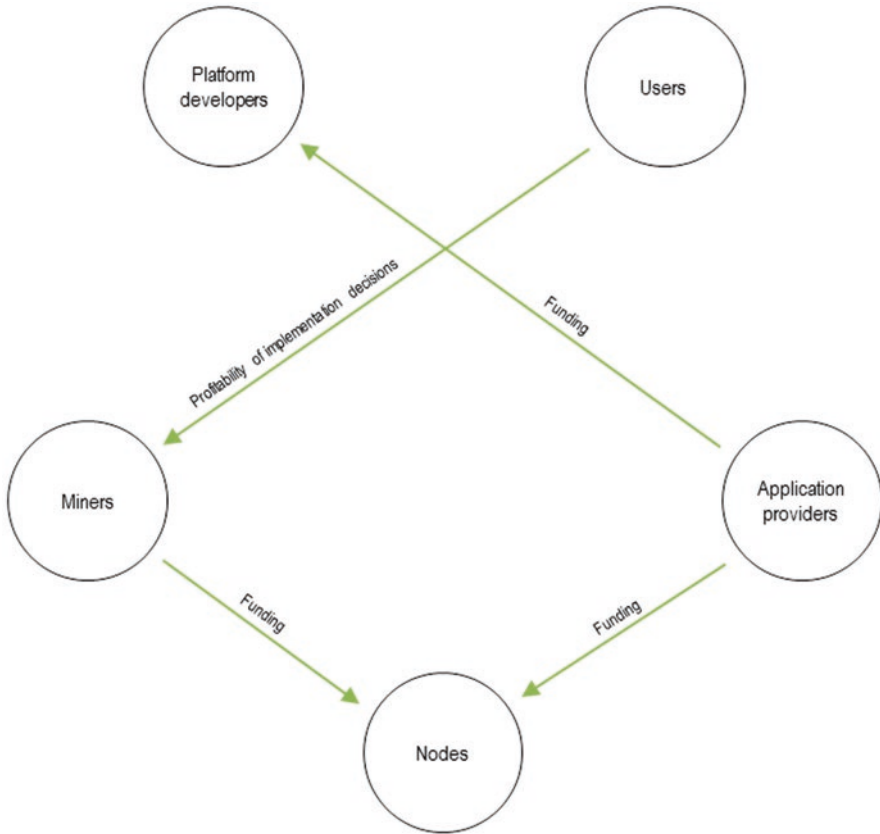 Platform
developers
Users
Profitability of implementation decisions
Funding
Miners
Application
providers
Funding
Funding
Nodes